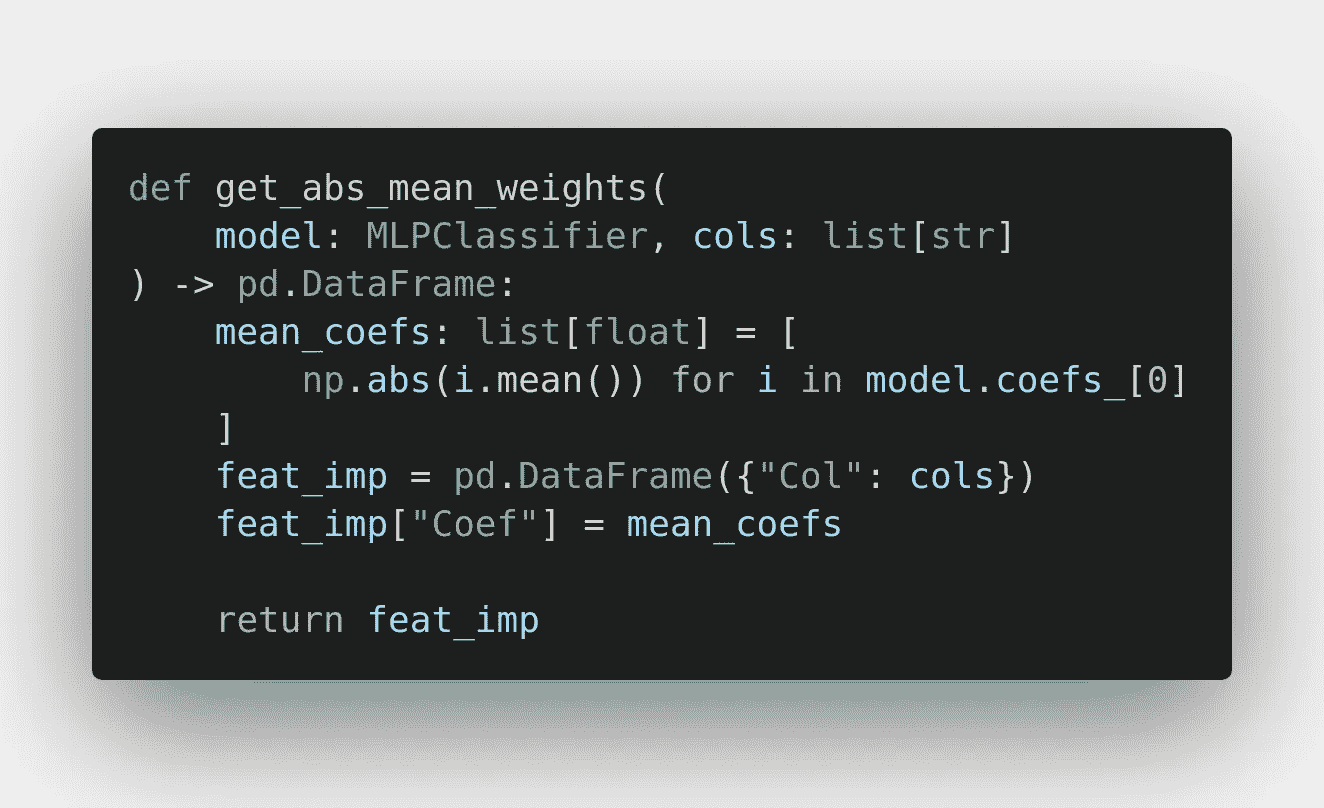 def get_abs_mean_weights(
    model: MLPClassifier, cols: list[str]
) -> pd.DataFrame:
    mean_coefs: list[float] = [
        np.abs(i.mean()) for i in model.coefs_[0]
    ]
    feat_imp = pd.DataFrame({"Col": cols})
    feat_imp["Coef"] = mean_coefs

    return feat_imp